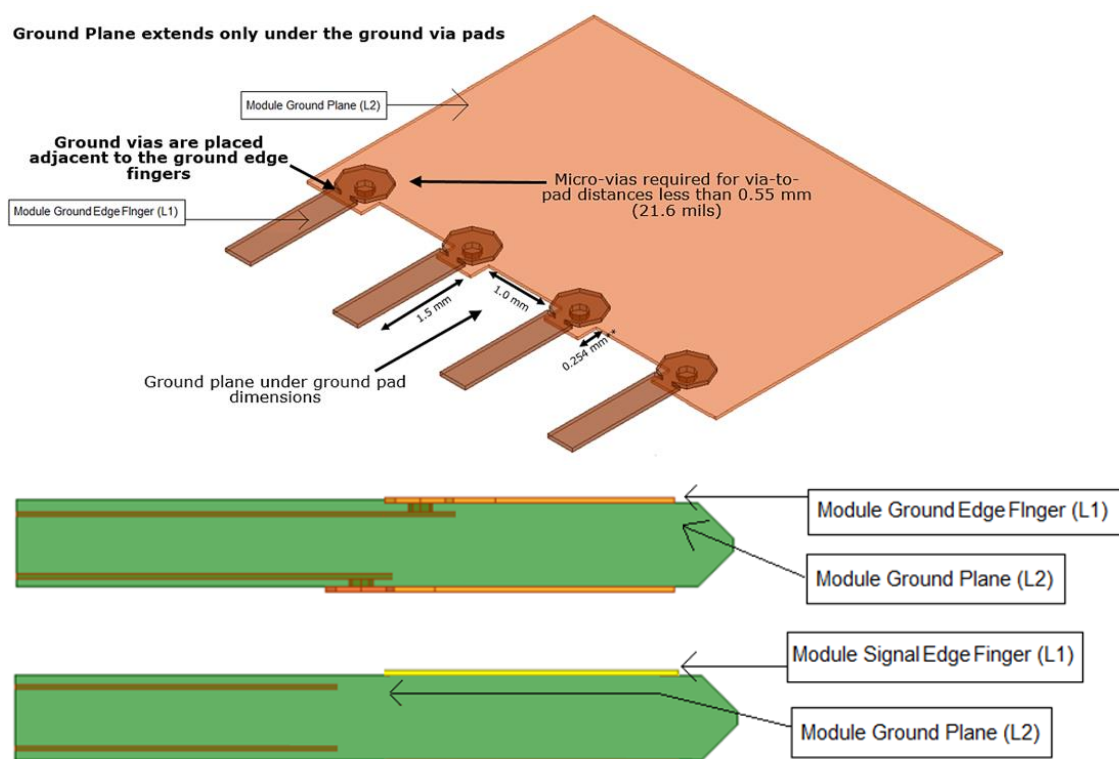 Ground Plane extends only under the ground via pads
Module Ground Plane (L2)
Ground vias are placed
adjacent to the ground edge
fingers
Micro-vias required for via-to-
pad distances less than 0.55 mm
(21.6 mils)
Module Ground Edge FInger (L1)
1.5 mm
1.0 mm
0.254 mm**
Ground plane under ground pad
dimensions
Module Ground Edge FInger (L1)
Module Ground Plane (L2)
Module Signal Edge Finger (L1)
Module Ground Plane (L2)